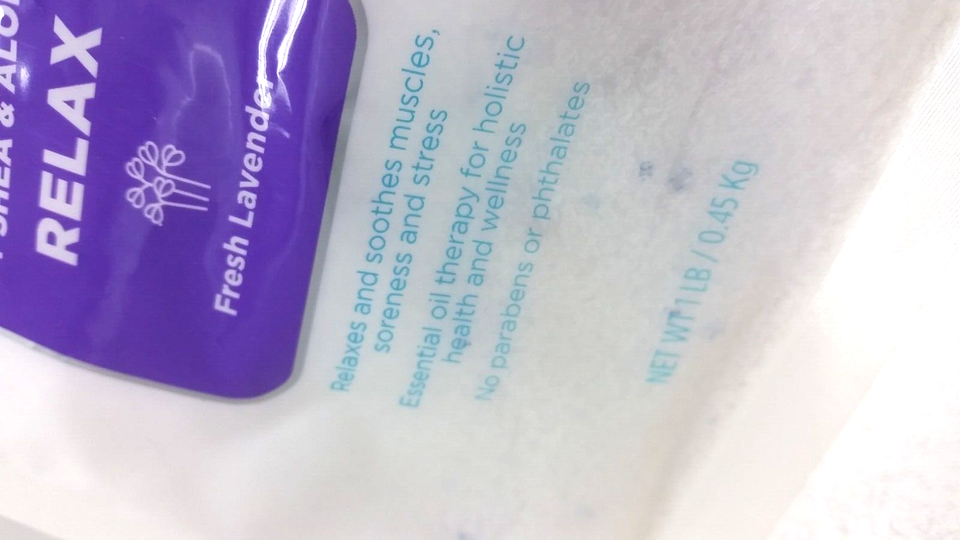 SHEA & ALOE
RELAX
Fresh Lavender
Relaxes and soothes muscles,
soreness and stress
Essential oil therapy for holistic
health and wellness
No parabens or phthalates
NET WT 1 LB / 0.45 Kg